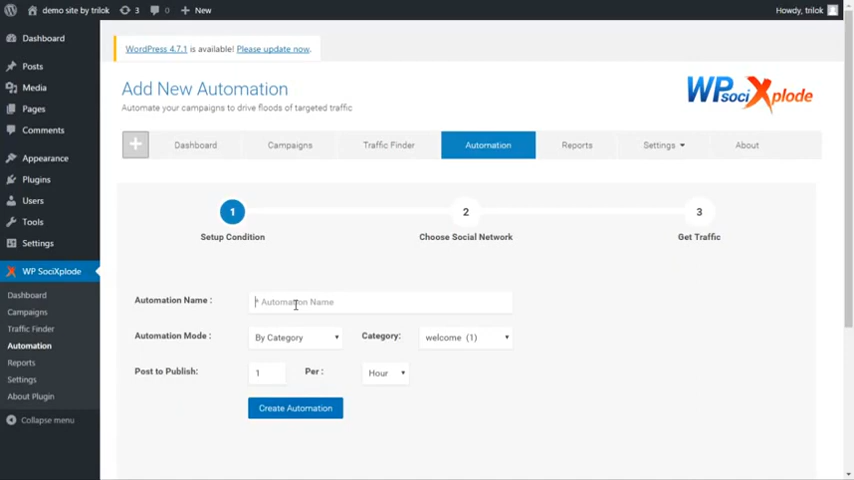 demo site by trilok 3 0 New Howdy, trilok
Dashboard
Posts
Media
Pages
Comments
Appearance
Plugins
Users
Tools
Settings
WP SociXplode
Dashboard
Campaigns
Traffic Finder
Automation
Reports
Settings
About Plugin
Collapse menu
WordPress 4.7.1 is available! Please update now.
Add New Automation
Automate your campaigns to drive floods of targeted traffic
WP sociXplode
Dashboard Campaigns Traffic Finder Automation Reports Settings About
1 2 3
Setup Condition Choose Social Network Get Traffic
Automation Name : * Automation Name
Automation Mode : By Category Category: welcome (1)
Post to Publish: 1 Per : Hour
Create Automation